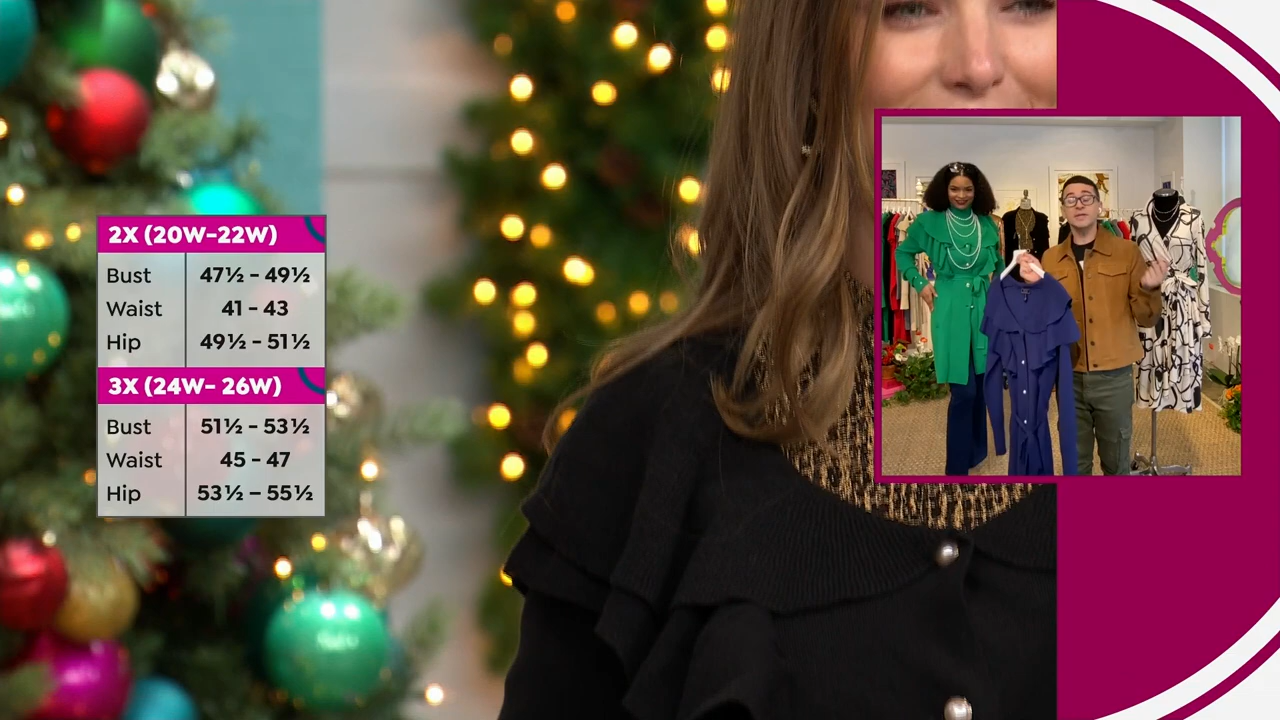 2X (20W–22W)
Bust 47½ – 49½
Waist 41 – 43
Hip 49½ – 51½
3X (24W– 26W)
Bust 51½ – 53½
Waist 45 – 47
Hip 53½ – 55½